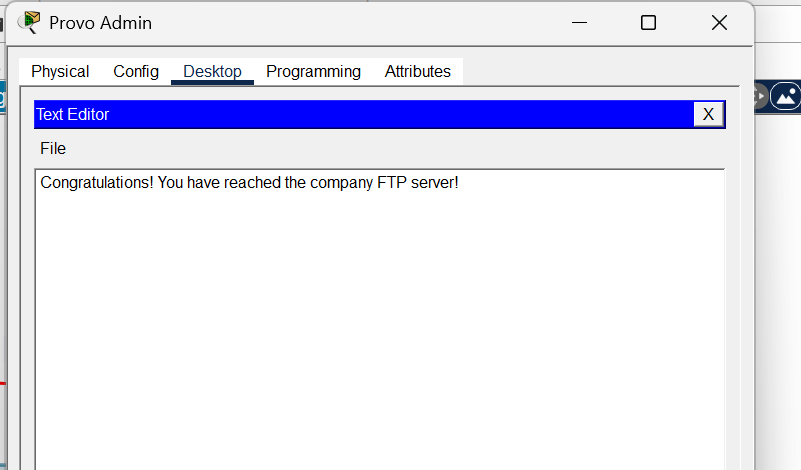 Provo Admin
Physical Config Desktop Programming Attributes
Text Editor X
File
Congratulations! You have reached the company FTP server!